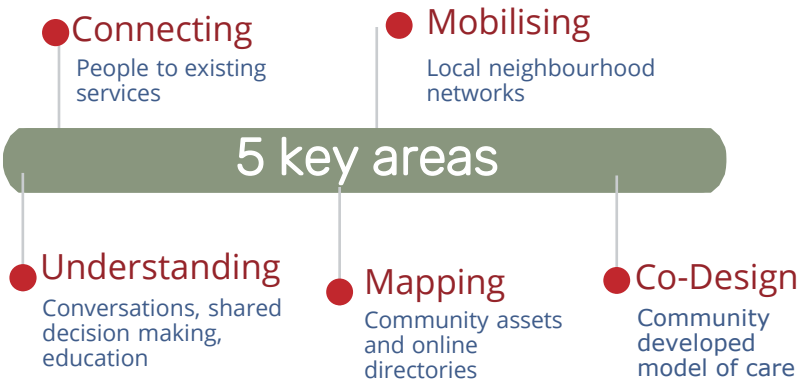 Connecting
People to existing
services
Mobilising
Local neighbourhood
networks
5 key areas
Understanding
Conversations, shared
decision making,
education
Mapping
Community assets
and online
directories
Co-Design
Community
developed
model of care